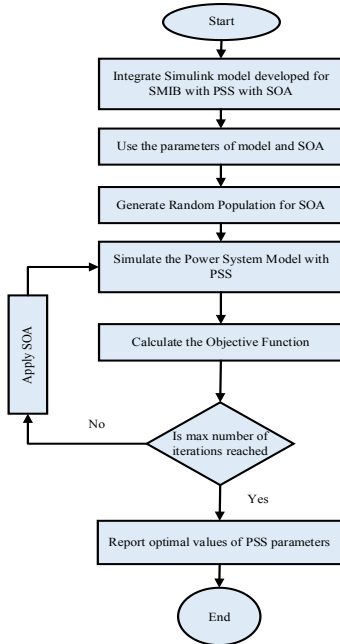 Start
Integrate Simulink model developed for
SMIB with PSS with SOA
Use the parameters of model and SOA
Generate Random Population for SOA
Simulate the Power System Model with
PSS
Apply SOA
Calculate the Objective Function
No
Is max number of
iterations reached
Yes
Report optimal values of PSS parameters
End